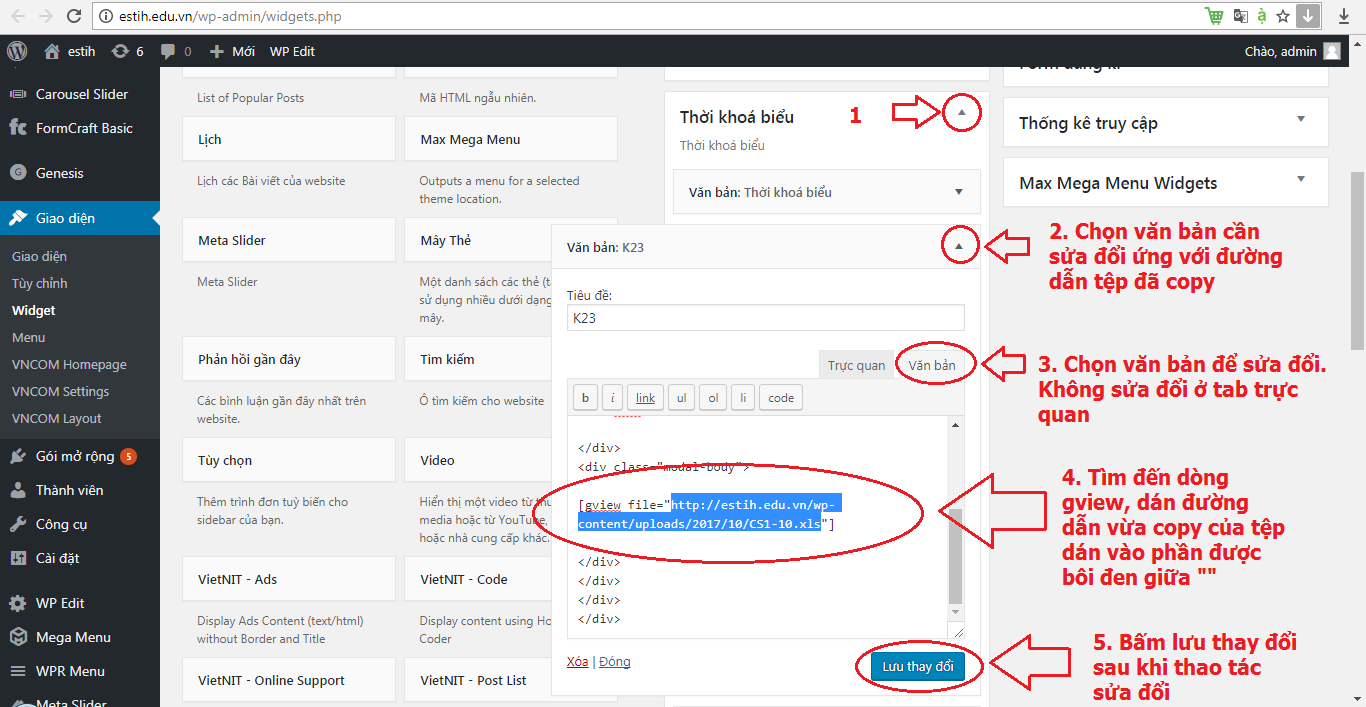 estih.edu.vn/wp-admin/widgets.php
estih
6
0
Mới
WP Edit
Chào, admin
Carousel Slider
FormCraft Basic
Genesis
Giao diện
Giao diện
Tùy chỉnh
Widget
Menu
VNCOM Homepage
VNCOM Settings
VNCOM Layout
Gói mở rộng 5
Thành viên
Công cụ
Cài đặt
WP Edit
Mega Menu
WPR Menu
Meta Slider
List of Popular Posts
Mã HTML ngẫu nhiên.
Lịch
Max Mega Menu
Lịch các Bài viết của website
Outputs a menu for a selected
theme location.
Meta Slider
Mây Thẻ
Meta Slider
Một danh sách các thẻ (t
sử dụng nhiều dưới dạng
mây.
Phản hồi gần đây
Tìm kiếm
Các bình luận gần đây nhất trên
website.
Ô tìm kiếm cho website
Tùy chọn
Video
Thêm trình đơn tuỳ biến cho
sidebar của bạn.
Hiển thị một video từ th
media hoặc từ YouTube,
hoặc nhà cung cấp khác.
VietNIT - Ads
VietNIT - Code
Display Ads Content (text/html)
without Border and Title
Display content using Ho
Coder
VietNIT - Online Support
VietNIT - Post List
Thời khoá biểu
1
Thời khoá biểu
Văn bản: Thời khoá biểu
Văn bản: K23
Tiêu đề:
K23
Trực quan
Văn bản
b
i
link
ul
ol
li
code
</div>
<div class="modal-body">
[gview file="http://estih.edu.vn/wp-
content/uploads/2017/10/CS1-10.xls"]
</div>
</div>
</div>
</div>
Xóa | Đóng
Lưu thay đổi
Form đăng kí
Thống kê truy cập
Max Mega Menu Widgets
2. Chọn văn bản cần
sửa đổi ứng với đường
dẫn tệp đã copy
3. Chọn văn bản để sửa đổi.
Không sửa đổi ở tab trực
quan
4. Tìm đến dòng
gview, dán đường
dẫn vừa copy của tệp
dán vào phần được
bôi đen giữa ""
5. Bấm lưu thay đổi
sau khi thao tác
sửa đổi